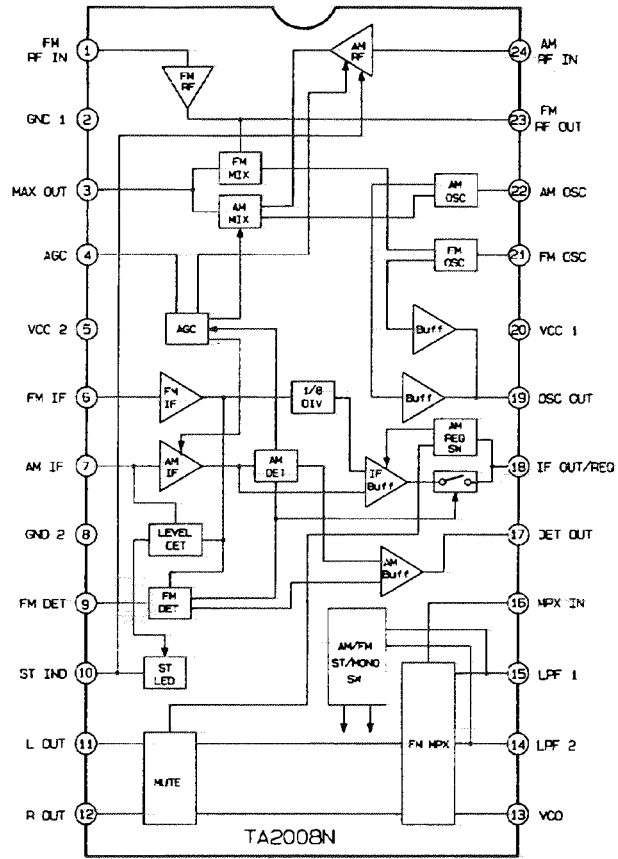 FM
RF IN
1
FM
RF
AM
RF
24
AM
RF IN
GNC 1
2
23
FM
RF OUT
MAX OUT
3
FM
MIX
AM
MIX
AM
OSC
22
AM OSC
AGC
4
FM
OSC
21
FM OSC
VCC 2
5
AGC
Buff
20
VCC 1
FM IF
6
FM
IF
1/8
DIV
Buff
19
OSC OUT
AM IF
7
AM
IF
AM
DET
IF
Buff
AM
REQ
SW
18
IF OUT/REQ
GND 2
8
LEVEL
DET
17
DET OUT
FM DET
9
FM
DET
AM
Buff
16
MPX IN
ST IND
10
ST
LED
AM/FM
ST/MONO
SW
15
LPF 1
L OUT
11
MUTE
FM MPX
14
LPF 2
R OUT
12
13
VCO
TA2008N